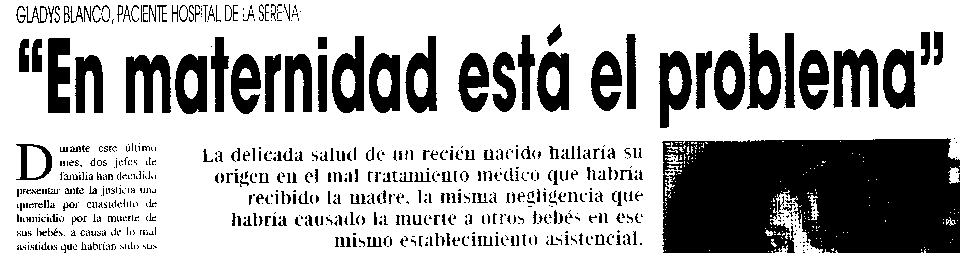 GLADYS BLANCO, PACIENTE HOSPITAL DE LA SERENA:
“En maternidad está el problema”
Durante este último
mes, dos jefes de
familia han decidido
presentar ante la justicia una
querella por cuasidelito de
homicidio por la muerte de
sus bebés, a causa de lo mal
asistidos que habrían sido sus
La delicada salud de un recién nacido hallaría su
origen en el mal tratamiento médico que habría
recibido la madre, la misma negligencia que
habría causado la muerte a otros bebés en ese
mismo establecimiento asistencial.